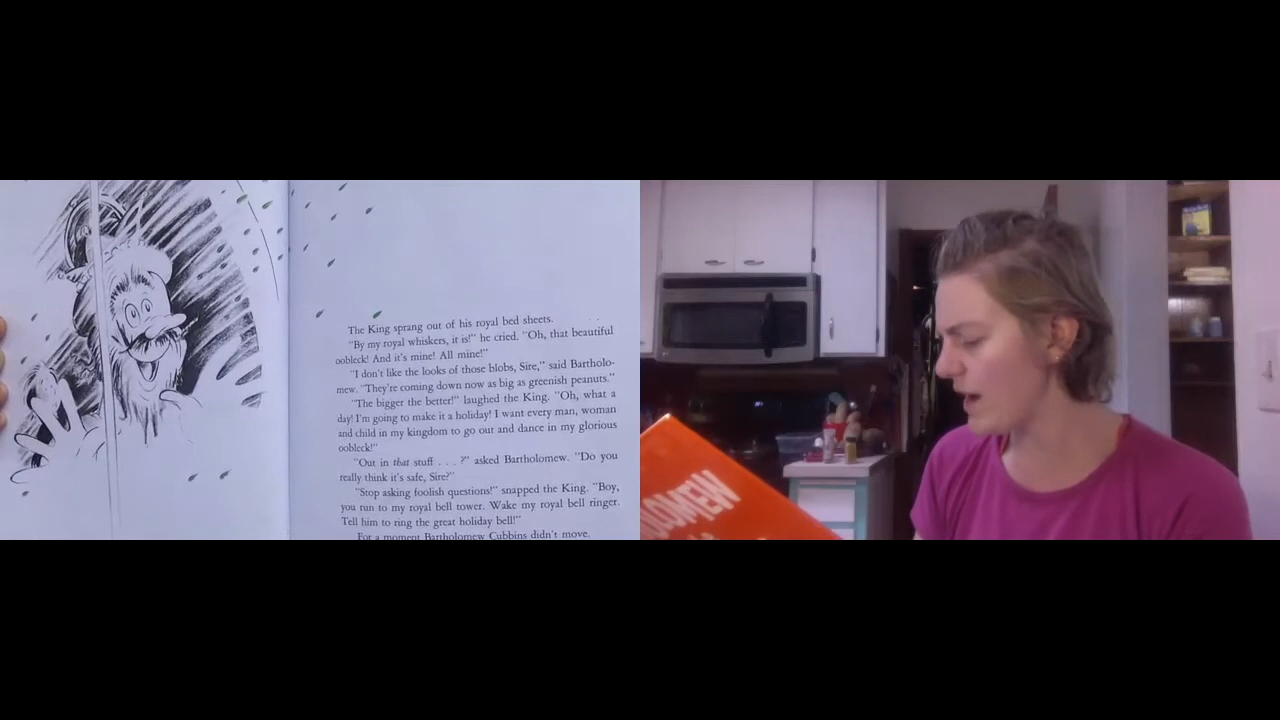 The King sprang out of his royal bed sheets.
"By my royal whiskers, it is!" he cried. "Oh, that beautiful
oobleck! And it's mine! All mine!"
"I don't like the looks of those blobs, Sire," said Bartholo-
mew. "They're coming down now as big as greenish peanuts."
"The bigger the better!" laughed the King. "Oh, what a
day! I'm going to make it a holiday! I want every man, woman
and child in my kingdom to go out and dance in my glorious
oobleck!"
"Out in that stuff . . . ?" asked Bartholomew. "Do you
really think it's safe, Sire?"
"Stop asking foolish questions!" snapped the King. "Boy,
you run to my royal bell tower. Wake my royal bell ringer.
Tell him to ring the great holiday bell!"
For a moment Bartholomew Cubbins didn't move.
LOMEW